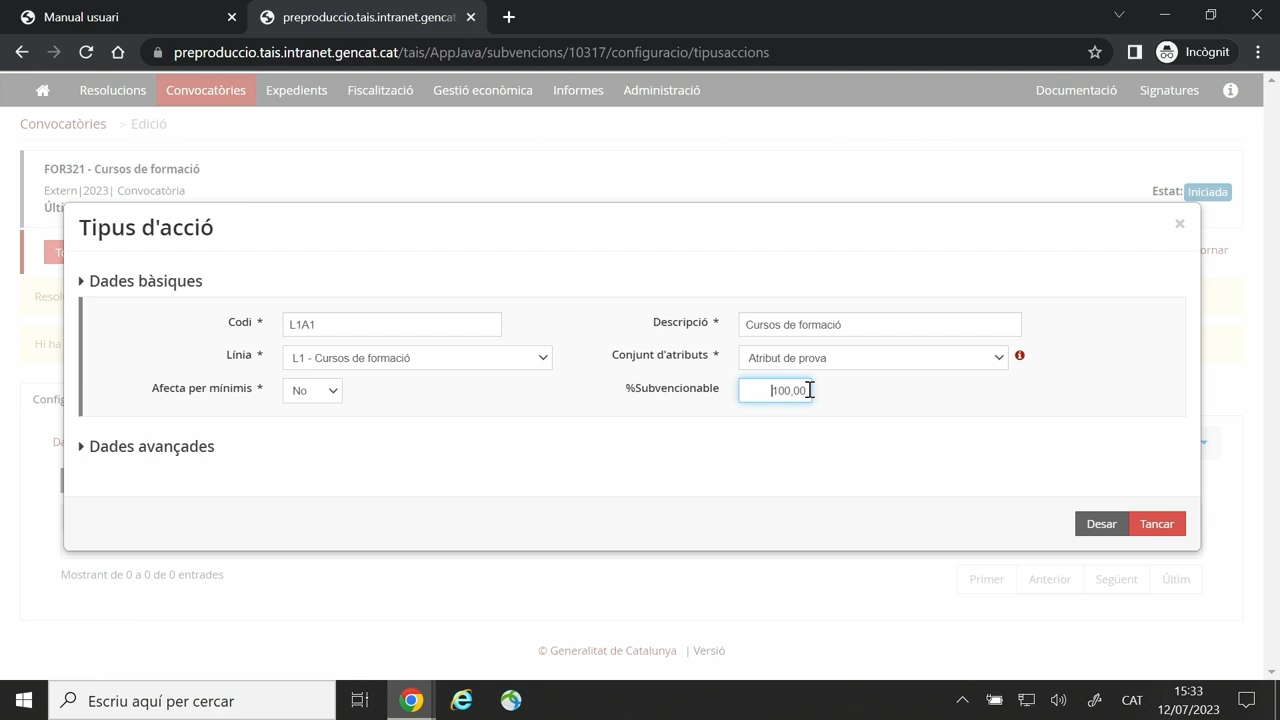 Manual usuari
preproduccio.tais.intranet.gencat
preproduccio.tais.intranet.gencat.cat/tais/AppJava/subvencions/10317/configuracio/tipusaccions
Incògnit
Resolucions Convocatòries Expedients Fiscalització Gestió econòmica Informes Administració Documentació Signatures
Convocatòries > Edició
FOR321 - Cursos de formació
Extern|2023| Convocatòria
Estat: Iniciada
Tipus d'acció
Dades bàsiques
Codi * L1A1 Descripció * Cursos de formació
Línia * L1 - Cursos de formació Conjunt d'atributs * Atribut de prova
Afecta per mínimis * No %Subvencionable 100,00
Dades avançades
Desar Tancar
Mostrant de 0 a 0 de 0 entrades
Primer Anterior Següent Últim
© Generalitat de Catalunya | Versió
Escriu aquí per cercar
CAT
15:33
12/07/2023